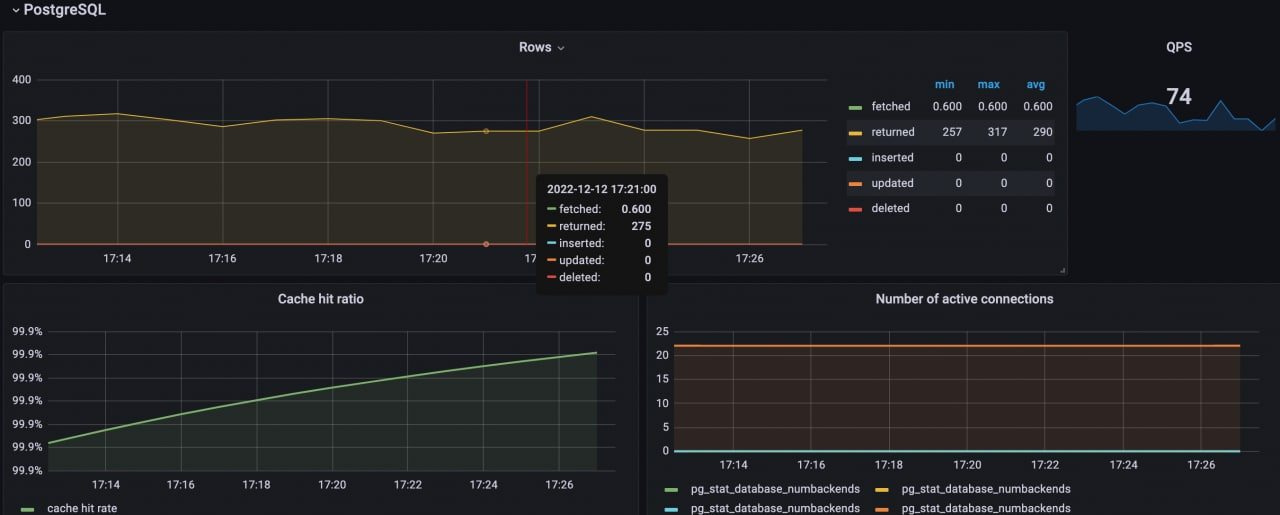 PostgreSQL
Rows
QPS
74
400
300
200
100
0
17:14 17:16 17:18 17:20 17 17:26
min max avg
fetched 0.600 0.600 0.600
returned 257 317 290
inserted 0 0 0
updated 0 0 0
deleted 0 0 0
2022-12-12 17:21:00
fetched: 0.600
returned: 275
inserted: 0
updated: 0
deleted: 0
Cache hit ratio
99.9%
99.9%
99.9%
99.9%
99.9%
99.9%
99.9%
17:14 17:16 17:18 17:20 17:22 17:24 17:26
cache hit rate
Number of active connections
25
20
15
10
5
0
17:14 17:16 17:18 17:20 17:22 17:24 17:26
pg_stat_database_numbackends pg_stat_database_numbackends
pg_stat_database_numbackends pg_stat_database_numbackends